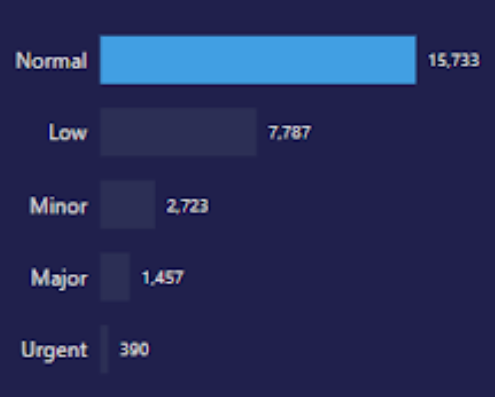 Normal 15,733
Low 7,787
Minor 2,723
Major 1,457
Urgent 390